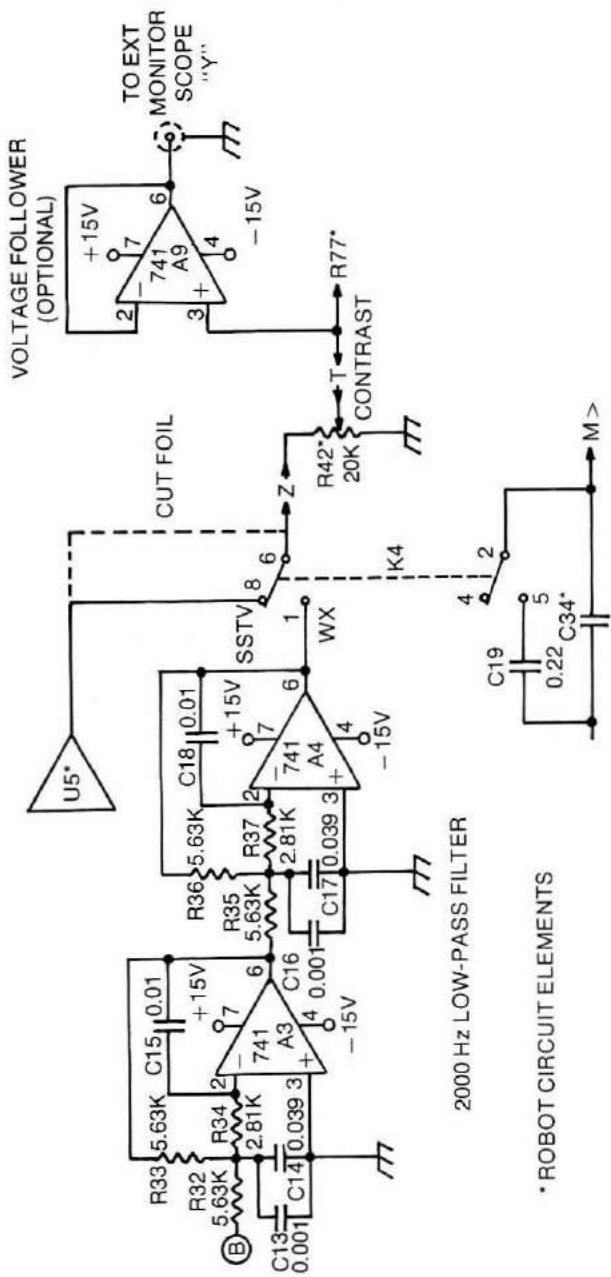 VOLTAGE FOLLOWER
(OPTIONAL)
+15V
7
2
−
741
A9
6
3
+
4
−15V
TO EXT
MONITOR
SCOPE
"Y"
R77*
T
CONTRAST
R42*
20K
Z
CUT FOIL
U5*
SSTV
8
6
1
WX
K4
4
2
5
C19
0.22
C34*
M >
R33
5.63K
C15
0.01
+15V
7
B
R32
5.63K
R34
2.81K
2
−
741
A3
6
3
+
4
−15V
C13
0.001
C14
0.039
R36
5.63K
C18
0.01
+15V
7
R35
5.63K
R37
2.81K
2
−
741
A4
6
3
+
4
−15V
C16
0.001
C17
0.039
2000 Hz LOW-PASS FILTER
* ROBOT CIRCUIT ELEMENTS